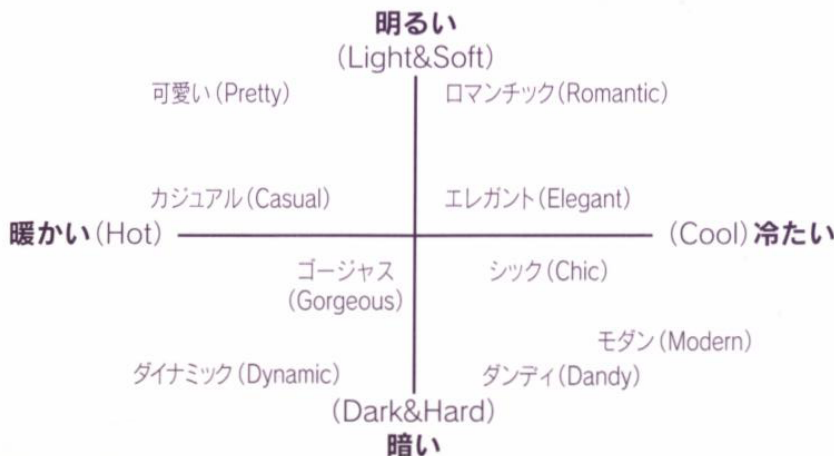 明るい
(Light&Soft)
可愛い(Pretty)
ロマンチック(Romantic)
カジュアル(Casual)
エレガント(Elegant)
暖かい(Hot)
(Cool)冷たい
ゴージャス
(Gorgeous)
シック(Chic)
モダン(Modern)
ダイナミック(Dynamic)
ダンディ(Dandy)
(Dark&Hard)
暗い